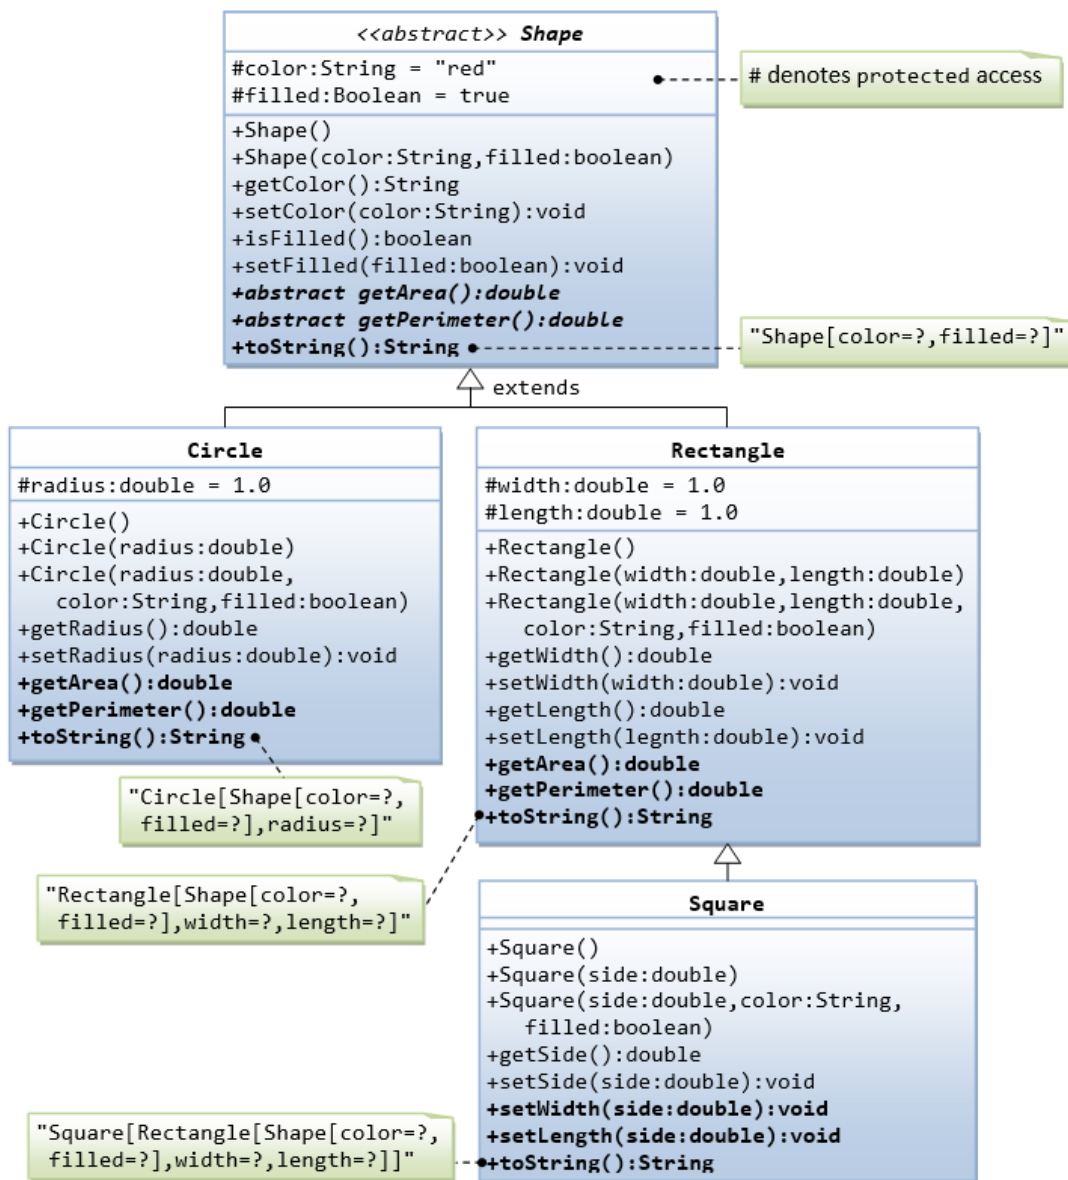 <<abstract>> Shape
#color:String = "red"
#filled:Boolean = true
# denotes protected access
+Shape()
+Shape(color:String,filled:boolean)
+getColor():String
+setColor(color:String):void
+isFilled():boolean
+setFilled(filled:boolean):void
+abstract getArea():double
+abstract getPerimeter():double
+toString():String
"Shape[color=?,filled=?]"
extends
Circle
#radius:double = 1.0
+Circle()
+Circle(radius:double)
+Circle(radius:double,
color:String,filled:boolean)
+getRadius():double
+setRadius(radius:double):void
+getArea():double
+getPerimeter():double
+toString():String
"Circle[Shape[color=?,
filled=?],radius=?]"
Rectangle
#width:double = 1.0
#length:double = 1.0
+Rectangle()
+Rectangle(width:double,length:double)
+Rectangle(width:double,length:double,
color:String,filled:boolean)
+getWidth():double
+setWidth(width:double):void
+getLength():double
+setLength(legnth:double):void
+getArea():double
+getPerimeter():double
+toString():String
"Rectangle[Shape[color=?,
filled=?],width=?,length=?]"
Square
+Square()
+Square(side:double)
+Square(side:double,color:String,
filled:boolean)
+getSide():double
+setSide(side:double):void
+setWidth(side:double):void
+setLength(side:double):void
+toString():String
"Square[Rectangle[Shape[color=?,
filled=?],width=?,length=?]]"